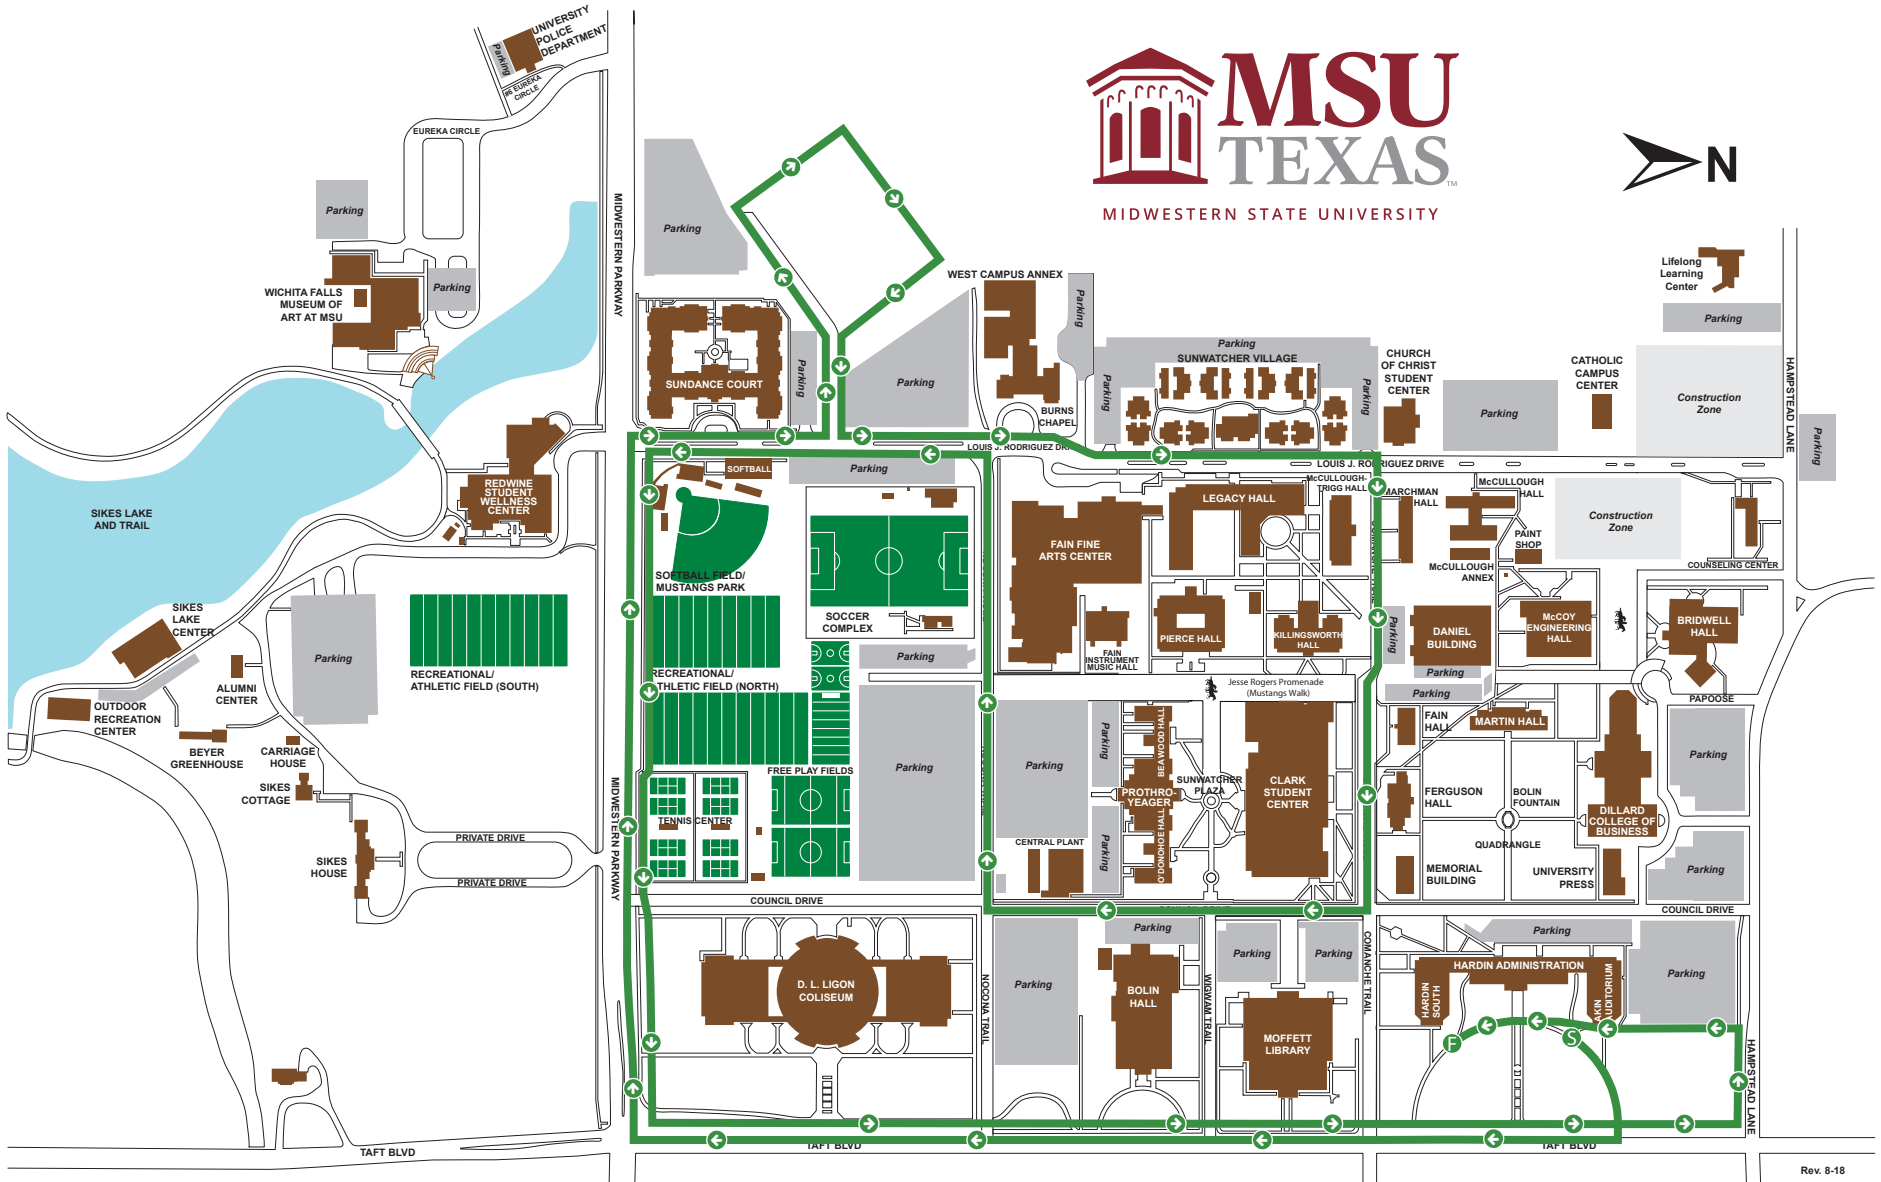 UNIVERSITY
POLICE
DEPARTMENT
Parking
#6 EUREKA
CIRCLE
EUREKA CIRCLE
MSU
TEXAS
TM
MIDWESTERN STATE UNIVERSITY
N
Parking
MIDWESTERN PARKWAY
Parking
WICHITA FALLS
MUSEUM OF
ART AT MSU
Parking
WEST CAMPUS ANNEX
Parking
Lifelong
Learning
Center
Parking
SUNDANCE COURT
Parking
Parking
BURNS
CHAPEL
Parking
SUNWATCHER VILLAGE
Parking
Parking
CHURCH
OF CHRIST
STUDENT
CENTER
Parking
CATHOLIC
CAMPUS
CENTER
Construction
Zone
HAMPSTEAD LANE
Parking
LOUIS J. RODRIGUEZ
LOUIS J. RODRIGUEZ DRIVE
SIKES LAKE
AND TRAIL
REDWINE
STUDENT
WELLNESS
CENTER
SOFTBALL
Parking
SOFTBALL FIELD/
MUSTANGS PARK
SOCCER
COMPLEX
FAIN FINE
ARTS CENTER
LEGACY HALL
McCULLOUGH-
TRIGG HALL
MARCHMAN
HALL
McCULLOUGH
HALL
PAINT
SHOP
McCULLOUGH
ANNEX
Construction
Zone
COUNSELING CENTER
SIKES
LAKE
CENTER
Parking
RECREATIONAL/
ATHLETIC FIELD (SOUTH)
RECREATIONAL/
ATHLETIC FIELD (NORTH)
Parking
FAIN
INSTRUMENT
MUSIC HALL
PIERCE HALL
KILLINGSWORTH
HALL
Parking
DANIEL
BUILDING
Parking
McCOY
ENGINEERING
HALL
BRIDWELL
HALL
ALUMNI
CENTER
OUTDOOR
RECREATION
CENTER
BEYER
GREENHOUSE
CARRIAGE
HOUSE
SIKES
COTTAGE
SIKES
HOUSE
PRIVATE DRIVE
PRIVATE DRIVE
MIDWESTERN PARKWAY
Jesse Rogers Promenade
(Mustangs Walk)
Parking
FAIN
HALL
MARTIN HALL
PAPOOSE
Parking
FREE PLAY FIELDS
TENNIS CENTER
Parking
Parking
Parking
BEA WOOD HALL
PROTHRO-
YEAGER
O'DONOHOE HALL
SUNWATCHER
PLAZA
CLARK
STUDENT
CENTER
FERGUSON
HALL
BOLIN
FOUNTAIN
QUADRANGLE
DILLARD
COLLEGE OF
BUSINESS
CENTRAL PLANT
Parking
MEMORIAL
BUILDING
UNIVERSITY
PRESS
Parking
COUNCIL DRIVE
COUNCIL DRIVE
COUNCIL DRIVE
D. L. LIGON
COLISEUM
NOCONA TRAIL
Parking
Parking
BOLIN
HALL
WIGWAM TRAIL
Parking
Parking
MOFFETT
LIBRARY
COMANCHE TRAIL
Parking
HARDIN ADMINISTRATION
HARDIN
SOUTH
AKIN
AUDITORIUM
Parking
F
S
HAMPSTEAD LANE
TAFT BLVD
TAFT BLVD
TAFT BLVD
Rev. 8-18